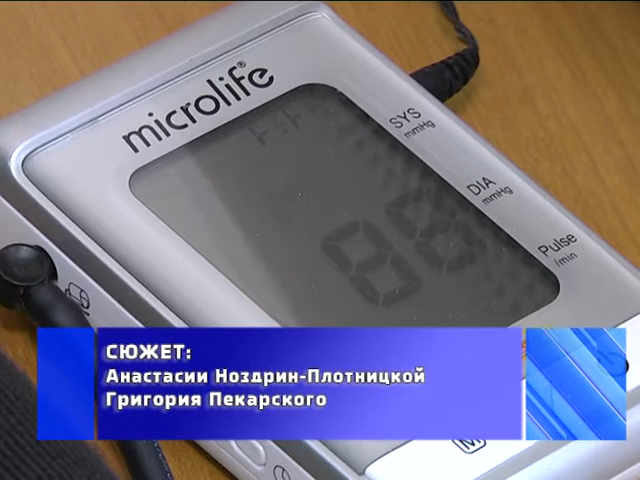 microlife®
SYS
mmHg
DIA
mmHg
88
Pulse
/min
M
СЮЖЕТ:
Анастасии Ноздрин-Плотницкой
Григория Пекарского